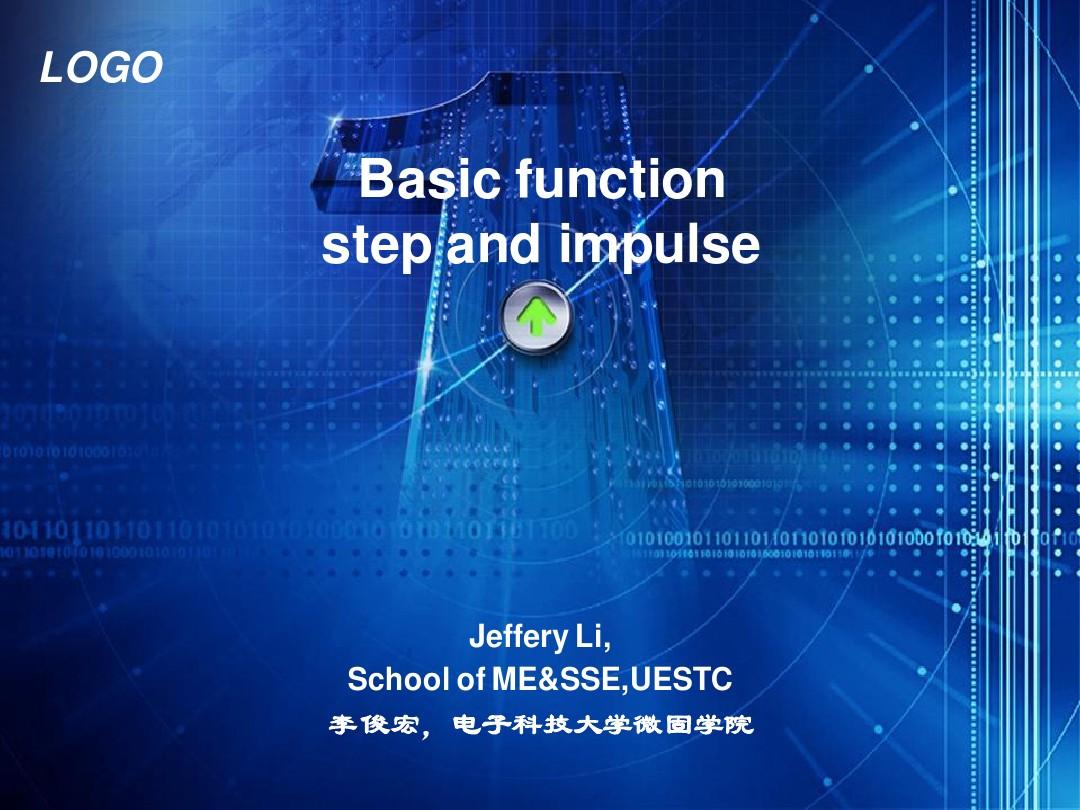 LOGO
Basic function
step and impulse
Jeffery Li,
School of ME&SSE,UESTC
李俊宏，电子科技大学微固学院